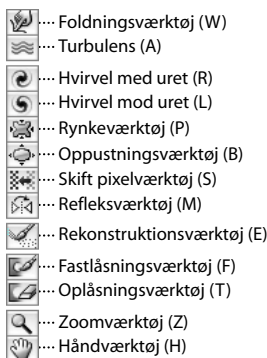 Foldningsværktøj (W)
Turbulens (A)
Hvirvel med uret (R)
Hvirvel mod uret (L)
Rynkeværktøj (P)
Oppustningsværktøj (B)
Skift pixelværktøj (S)
Refleksværktøj (M)
Rekonstruktionsværktøj (E)
Fastlåsningsværktøj (F)
Oplåsningsværktøj (T)
Zoomværktøj (Z)
Håndværktøj (H)